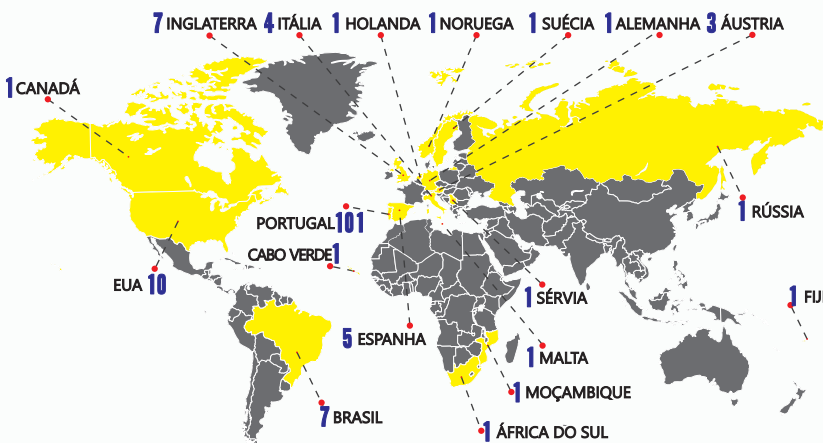 7 INGLATERRA 4 ITÁLIA 1 HOLANDA 1 NORUEGA 1 SUÉCIA 1 ALEMANHA 3 ÁUSTRIA
1 CANADÁ
PORTUGAL 101
1 RÚSSIA
CABO VERDE 1
EUA 10
1 SÉRVIA
1 FIJI
5 ESPANHA
1 MALTA
1 MOÇAMBIQUE
7 BRASIL
1 ÁFRICA DO SUL